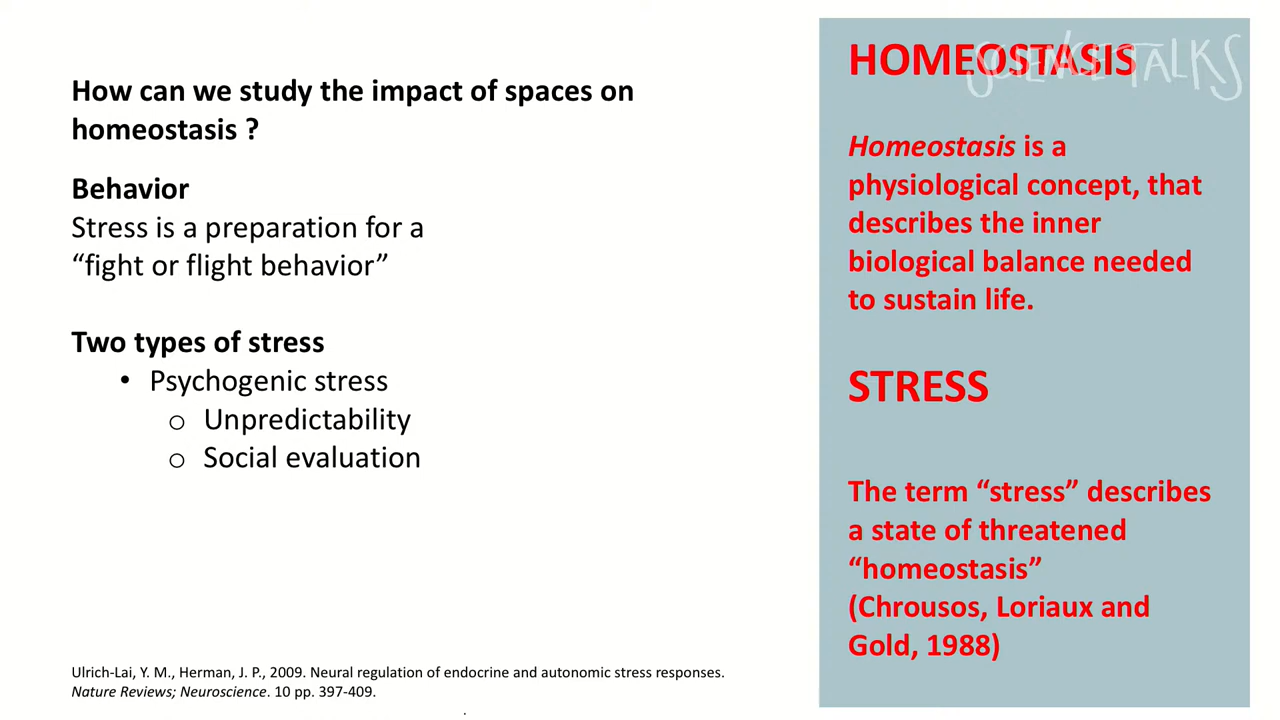 How can we study the impact of spaces on
homeostasis ?
Behavior
Stress is a preparation for a
“fight or flight behavior”
Two types of stress
• Psychogenic stress
o Unpredictability
o Social evaluation
Ulrich-Lai, Y. M., Herman, J. P., 2009. Neural regulation of endocrine and autonomic stress responses.
Nature Reviews; Neuroscience. 10 pp. 397-409.
HOMEOSTASIS
SCIENCE TALKS
Homeostasis is a
physiological concept, that
describes the inner
biological balance needed
to sustain life.
STRESS
The term “stress” describes
a state of threatened
“homeostasis”
(Chrousos, Loriaux and
Gold, 1988)